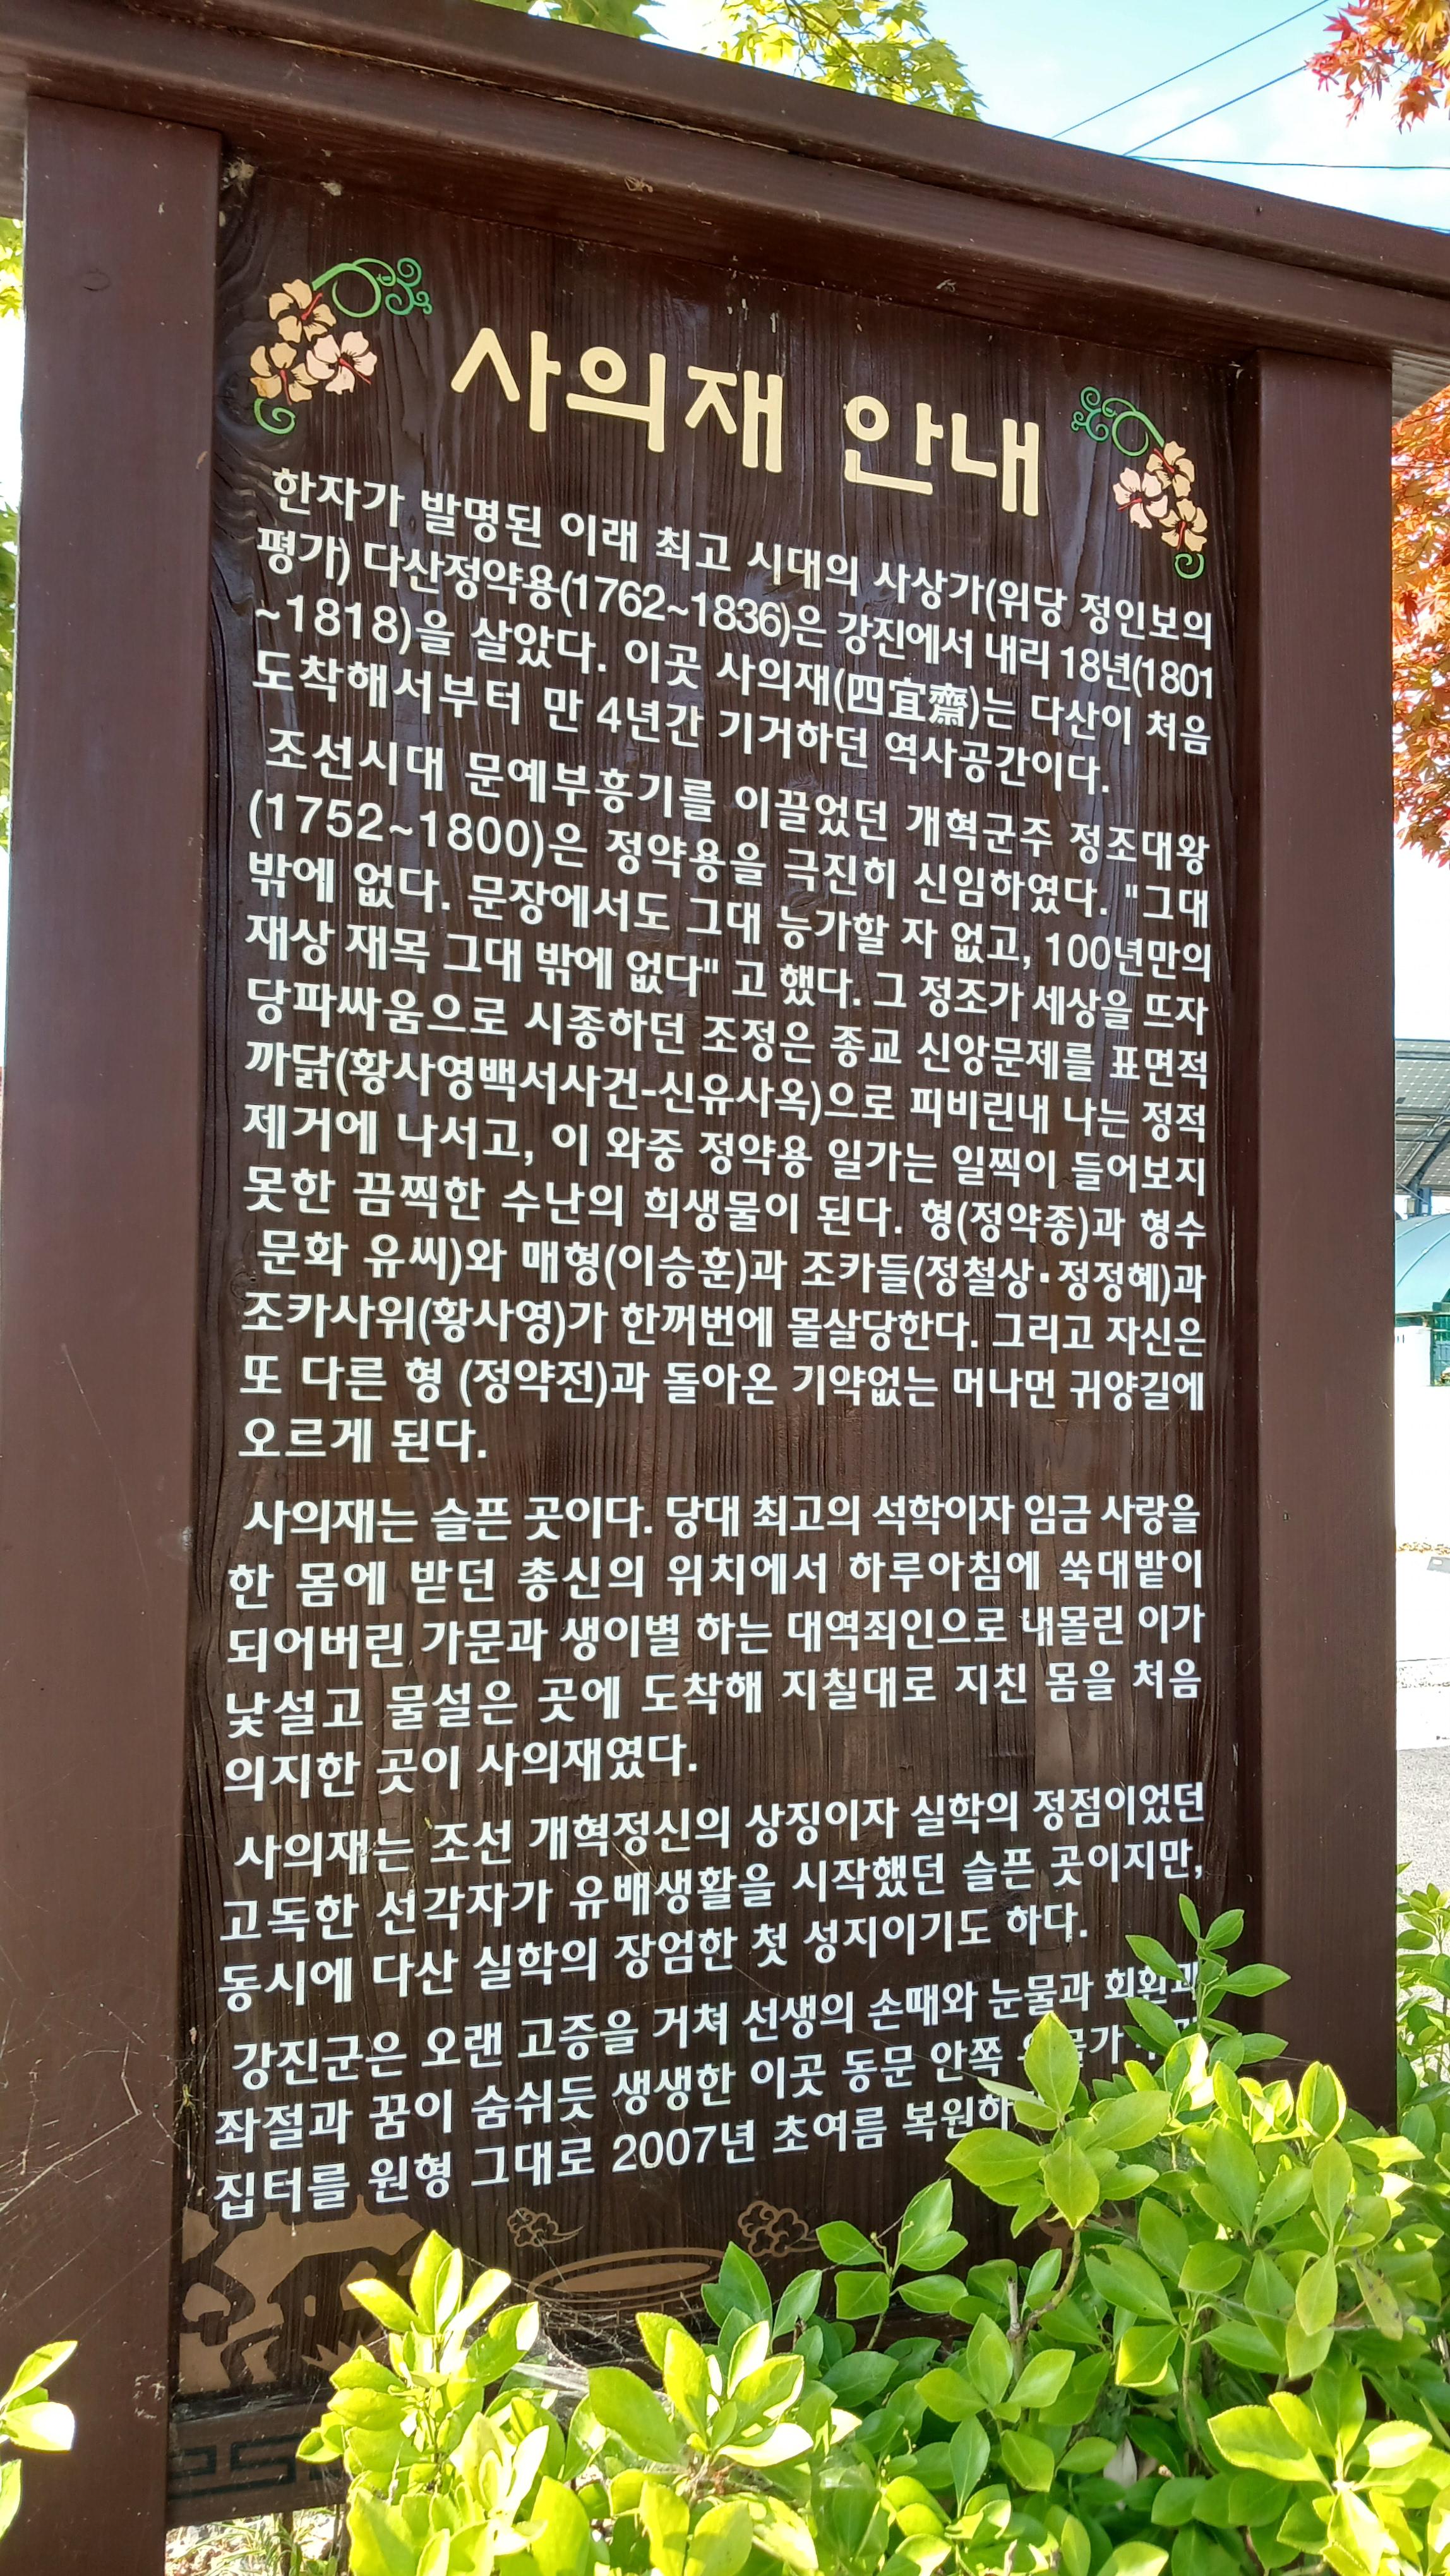 사의재 안내
한자가 발명된 이래 최고 시대의 사상가(위당 정인보의
평가) 다산정약용(1762~1836)은 강진에서 내리 18년(1801
~1818)을 살았다. 이곳 사의재(四宜齋)는 다산이 처음
도착해서부터 만 4년간 기거하던 역사공간이다.
조선시대 문예부흥기를 이끌었던 개혁군주 정조대왕
(1752~1800)은 정약용을 극진히 신임하였다. "그대
밖에 없다. 문장에서도 그대 능가할 자 없고, 100년만의
재상 재목 그대 밖에 없다" 고 했다. 그 정조가 세상을 뜨자
당파싸움으로 시종하던 조정은 종교 신앙문제를 표면적
까닭(황사영백서사건-신유사옥)으로 피비린내 나는 정적
제거에 나서고, 이 와중 정약용 일가는 일찍이 들어보지
못한 끔찍한 수난의 희생물이 된다. 형(정약종)과 형수
문화 유씨)와 매형(이승훈)과 조카들(정철상·정정혜)과
조카사위(황사영)가 한꺼번에 몰살당한다. 그리고 자신은
또 다른 형 (정약전)과 돌아온 기약없는 머나먼 귀양길에
오르게 된다.
사의재는 슬픈 곳이다. 당대 최고의 석학이자 임금 사랑을
한 몸에 받던 총신의 위치에서 하루아침에 쑥대밭이
되어버린 가문과 생이별 하는 대역죄인으로 내몰린 이가
낯설고 물설은 곳에 도착해 지칠대로 지친 몸을 처음
의지한 곳이 사의재였다.
사의재는 조선 개혁정신의 상징이자 실학의 정점이었던
고독한 선각자가 유배생활을 시작했던 슬픈 곳이지만,
동시에 다산 실학의 장엄한 첫 성지이기도 하다.
강진군은 오랜 고증을 거쳐 선생의 손때와 눈물과 회환과
좌절과 꿈이 숨쉬듯 생생한 이곳 동문 안쪽
집터를 원형 그대로 2007년 초여름